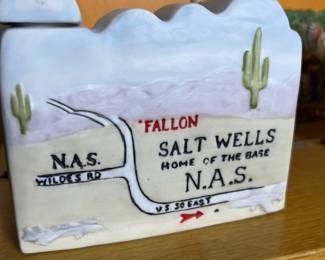 *FALLON
SALT WELLS
HOME OF THE BASE
N.A.S.
N.A.S.
WILDES RD
U.S. 50 EAST